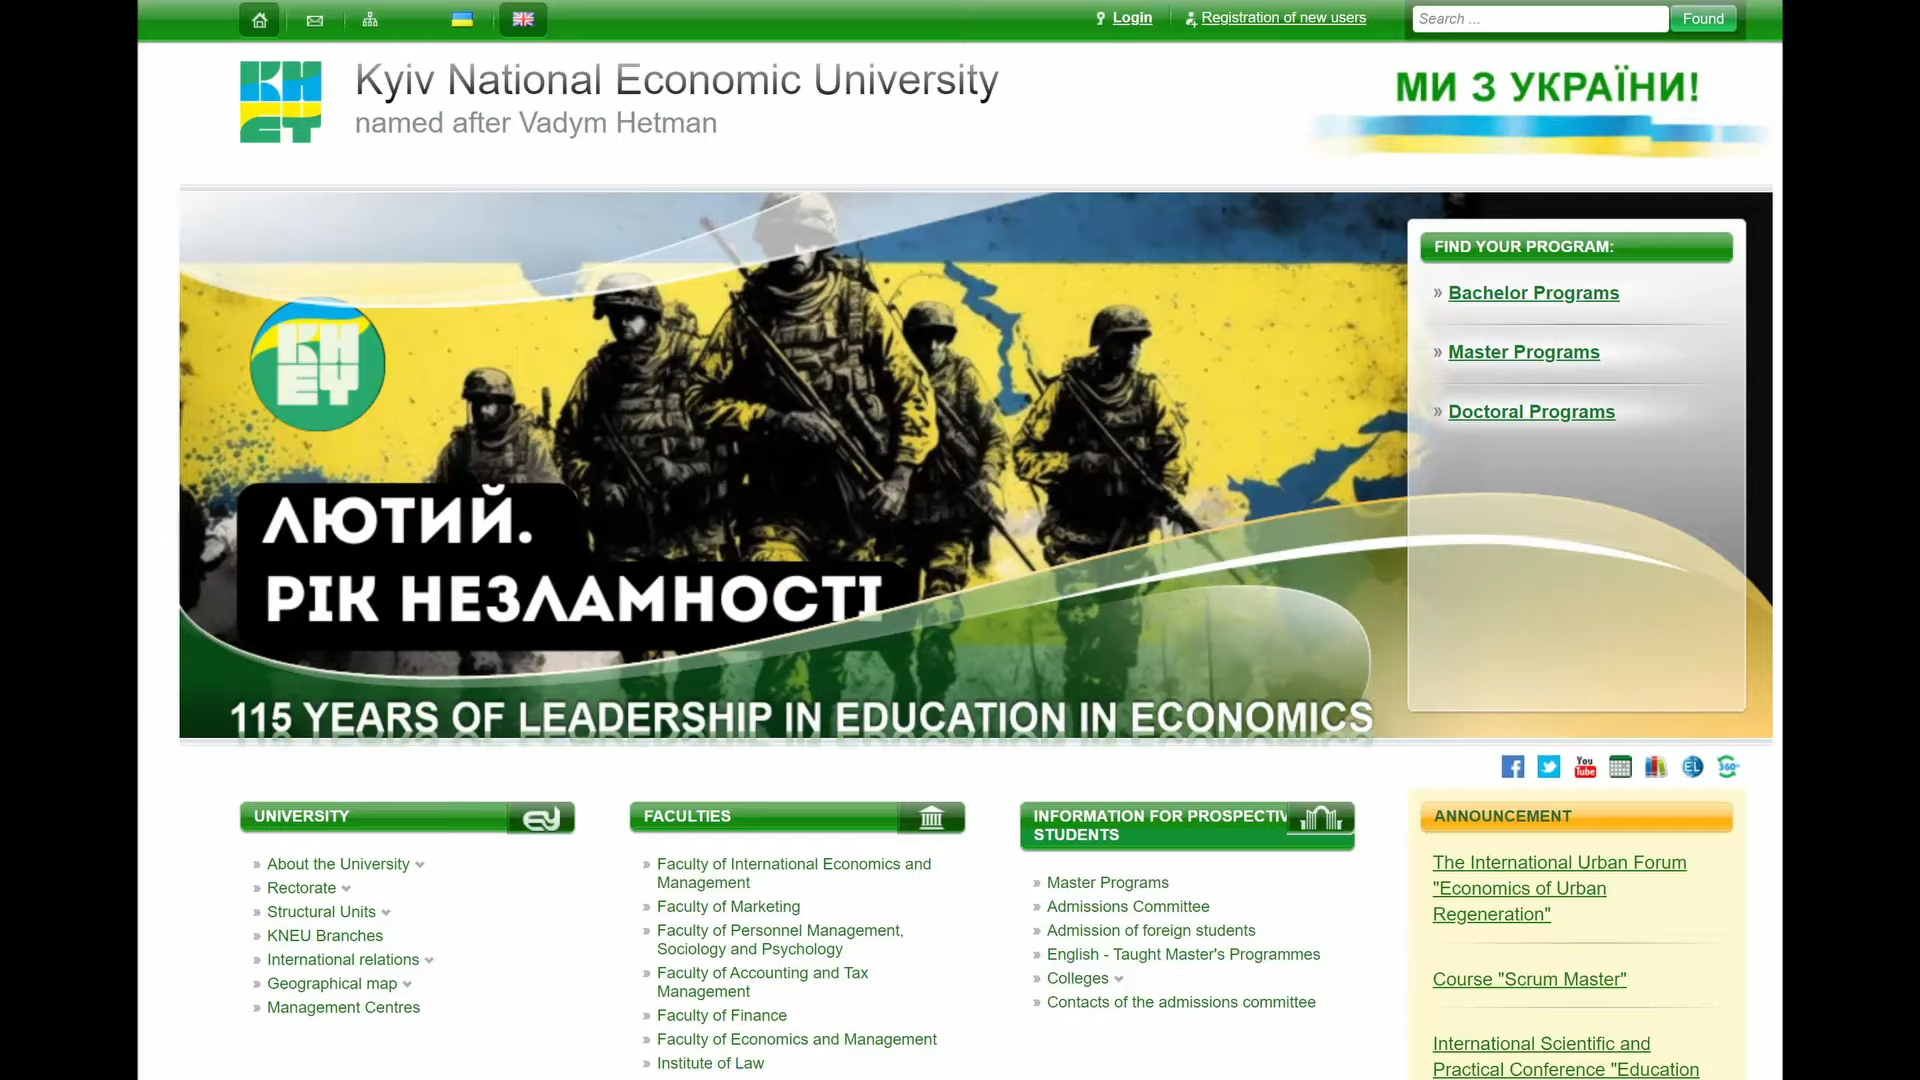 Login
Registration of new users
Search ...
Found
КНЕУ
Kyiv National Economic University
named after Vadym Hetman
МИ З УКРАЇНИ!
FIND YOUR PROGRAM:
» Bachelor Programs
» Master Programs
» Doctoral Programs
КНЕУ
ЛЮТИЙ.
РІК НЕЗЛАМНОСТІ
115 YEARS OF LEADERSHIP IN EDUCATION IN ECONOMICS
You
Tube
EL
360°
UNIVERSITY
» About the University
» Rectorate
» Structural Units
» KNEU Branches
» International relations
» Geographical map
» Management Centres
FACULTIES
» Faculty of International Economics and
Management
» Faculty of Marketing
» Faculty of Personnel Management,
Sociology and Psychology
» Faculty of Accounting and Tax
Management
» Faculty of Finance
» Faculty of Economics and Management
» Institute of Law
INFORMATION FOR PROSPECTIV
STUDENTS
» Master Programs
» Admissions Committee
» Admission of foreign students
» English - Taught Master's Programmes
» Colleges
» Contacts of the admissions committee
ANNOUNCEMENT
The International Urban Forum
"Economics of Urban
Regeneration"
Course "Scrum Master"
International Scientific and
Practical Conference "Education